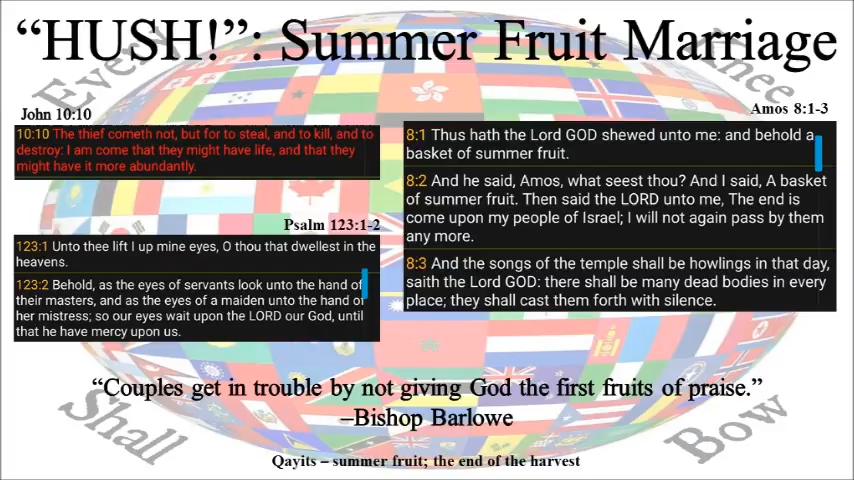 “HUSH!”: Summer Fruit Marriage
Every
Knee
John 10:10
10:10 The thief cometh not, but for to steal, and to kill, and to
destroy: I am come that they might have life, and that they
might have it more abundantly.
Psalm 123:1-2
123:1 Unto thee lift I up mine eyes, O thou that dwellest in the
heavens.
123:2 Behold, as the eyes of servants look unto the hand of
their masters, and as the eyes of a maiden unto the hand of
her mistress; so our eyes wait upon the LORD our God, until
that he have mercy upon us.
Amos 8:1-3
8:1 Thus hath the Lord GOD shewed unto me: and behold a
basket of summer fruit.
8:2 And he said, Amos, what seest thou? And I said, A basket
of summer fruit. Then said the LORD unto me, The end is
come upon my people of Israel; I will not again pass by them
any more.
8:3 And the songs of the temple shall be howlings in that day,
saith the Lord GOD: there shall be many dead bodies in every
place; they shall cast them forth with silence.
“Couples get in trouble by not giving God the first fruits of praise.”
–Bishop Barlowe
Shall
Bow
Qayits – summer fruit; the end of the harvest